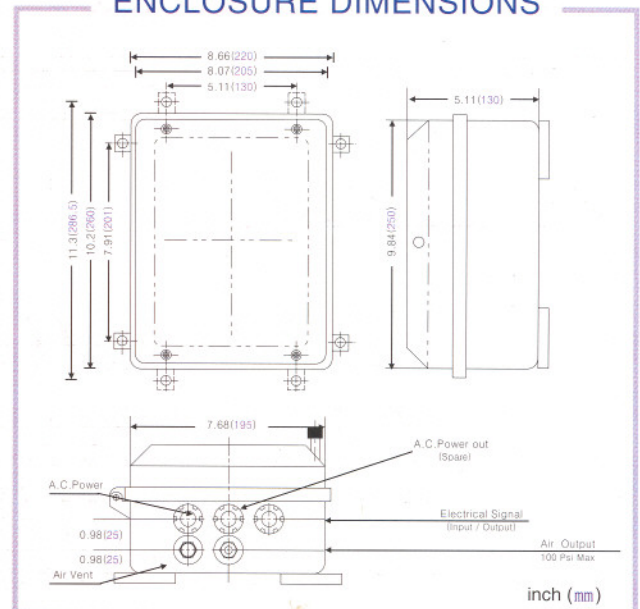 ENCLOSURE DIMENSIONS
8.66(220)
8.07(205)
5.11(130)
5.11(130)
11.3(286.5)
10.2(260)
7.91(201)
9.84(250)
7.68(195)
A.C.Power out
(Spare)
A.C.Power
Electrical Signal
(Input / Output)
0.98(25)
0.98(25)
Air Output
100 Psi Max
Air Vent
inch (mm)